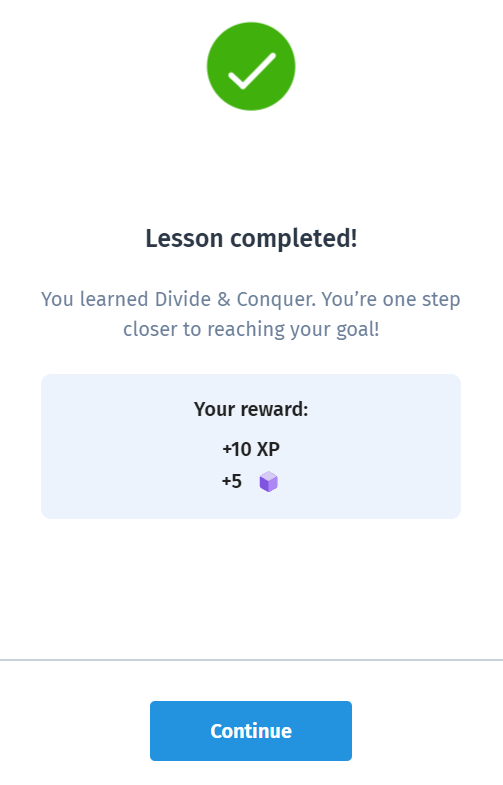 Lesson completed!
You learned Divide & Conquer. You’re one step
closer to reaching your goal!
Your reward:
+10 XP
+5
Continue